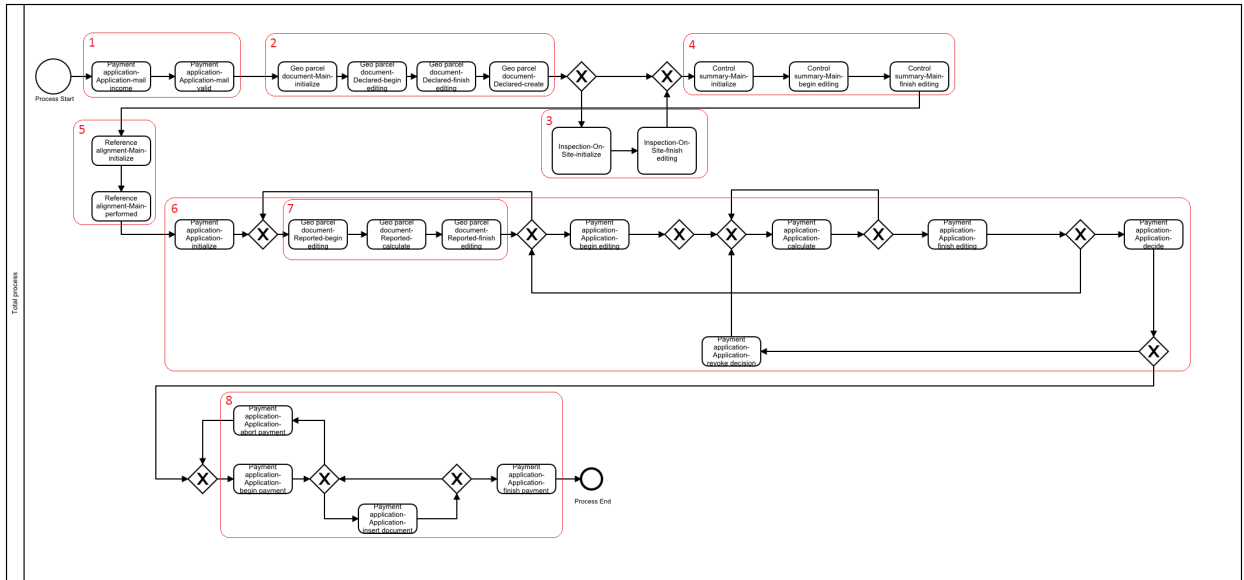 1
Payment
application-
Application-mail
income
Payment
application-
Application-mail
valid
2
Geo parcel
document-Main-
initialize
Geo parcel
document-
Declared-begin
editing
Geo parcel
document-
Declared-finish
editing
Geo parcel
document-
Declared-create
4
Control
summary-Main-
initialize
Control
summary-Main-
begin editing
Control
summary-Main-
finish editing
X
X
Process Start
3
Inspection-On-
Site-initialize
Inspection-On-
Site-finish
editing
5
Reference
alignment-Main-
initialize
Reference
alignment-Main-
performed
6
Payment
application-
Application-
initialize
X
7
Geo parcel
document-
Reported-begin
editing
Geo parcel
document-
Reported-
calculate
Geo parcel
document-
Reported-finish
editing
X
Payment
application-
Application-
begin editing
X
X
Payment
application-
Application-
calculate
X
Payment
application-
Application-
finish editing
X
Payment
application-
Application-
decide
Total process
Payment
application-
Application-
revoke decision
X
8
Payment
application-
Application-
abort payment
X
Payment
application-
Application-
begin payment
X
X
Payment
application-
Application-
finish payment
Process End
Payment
application-
Application-
insert document